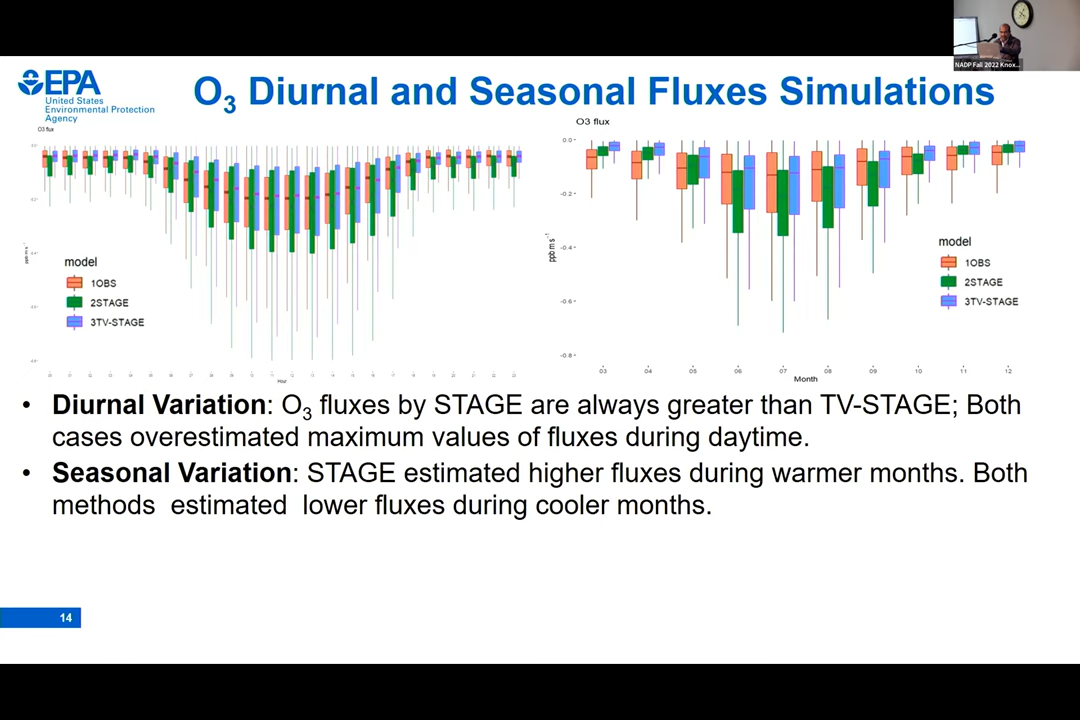 NADP Fall 2022 Knox...
EPA
United States
Environmental Protection
Agency
O3 Diurnal and Seasonal Fluxes Simulations
O3 flux
model
1OBS
2STAGE
3TV-STAGE
Hour
O3 flux
0.0
-0.2
-0.4
-0.6
-0.8
ppb m s-1
03 04 05 06 07 08 09 10 11 12
Month
model
1OBS
2STAGE
3TV-STAGE
• Diurnal Variation: O3 fluxes by STAGE are always greater than TV-STAGE; Both
cases overestimated maximum values of fluxes during daytime.
• Seasonal Variation: STAGE estimated higher fluxes during warmer months. Both
methods estimated lower fluxes during cooler months.
14